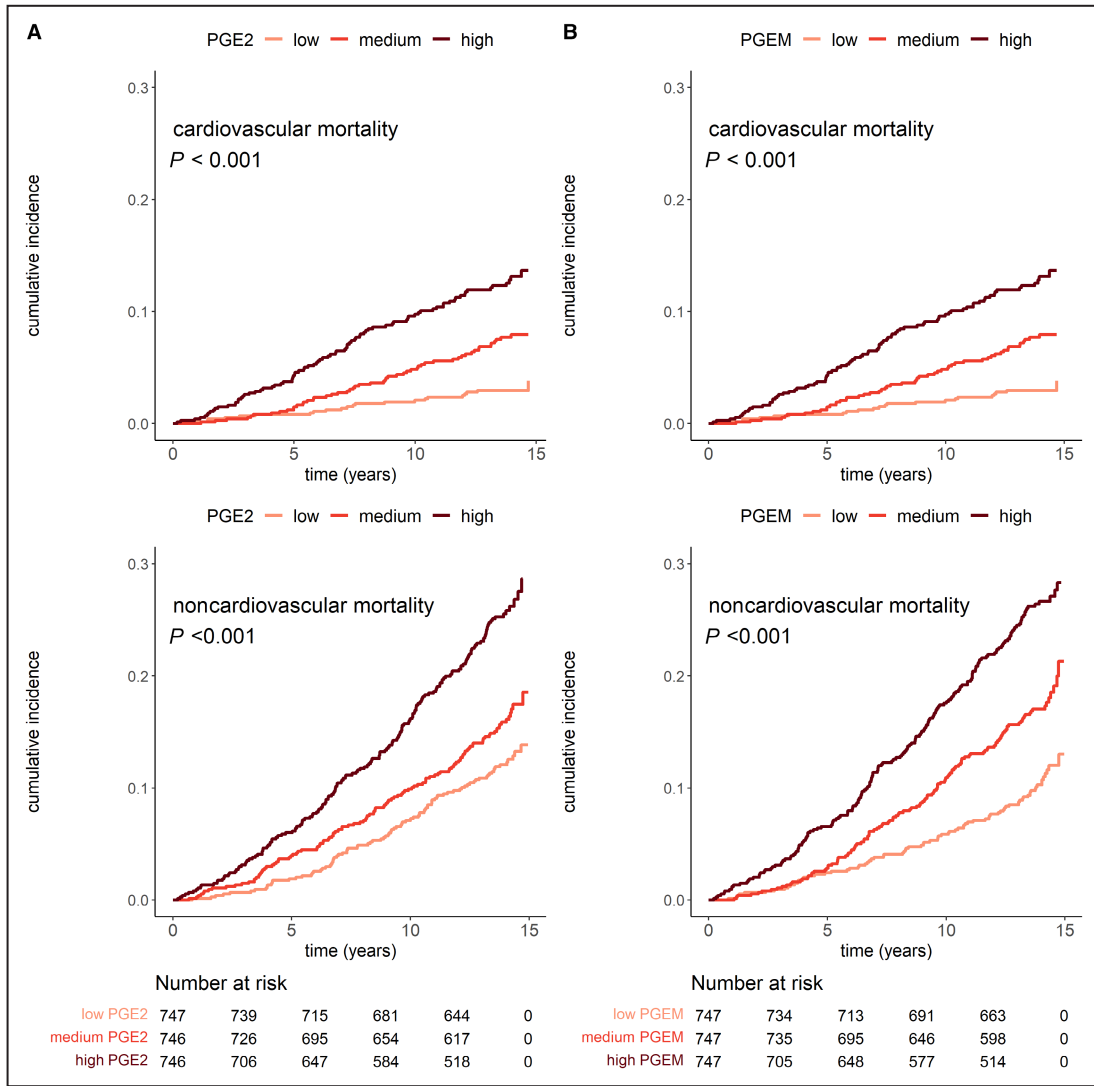 A
PGE2 low medium high
0.3
0.2
0.1
0.0
cumulative incidence
cardiovascular mortality
P < 0.001
0 5 10 15
time (years)
B
PGEM low medium high
0.3
0.2
0.1
0.0
cumulative incidence
cardiovascular mortality
P < 0.001
0 5 10 15
time (years)
PGE2 low medium high
0.3
0.2
0.1
0.0
cumulative incidence
noncardiovascular mortality
P <0.001
0 5 10 15
time (years)
Number at risk
low PGE2 747 739 715 681 644 0
medium PGE2 746 726 695 654 617 0
high PGE2 746 706 647 584 518 0
PGEM low medium high
0.3
0.2
0.1
0.0
cumulative incidence
noncardiovascular mortality
P <0.001
0 5 10 15
time (years)
Number at risk
low PGEM 747 734 713 691 663 0
medium PGEM 747 735 695 646 598 0
high PGEM 747 705 648 577 514 0